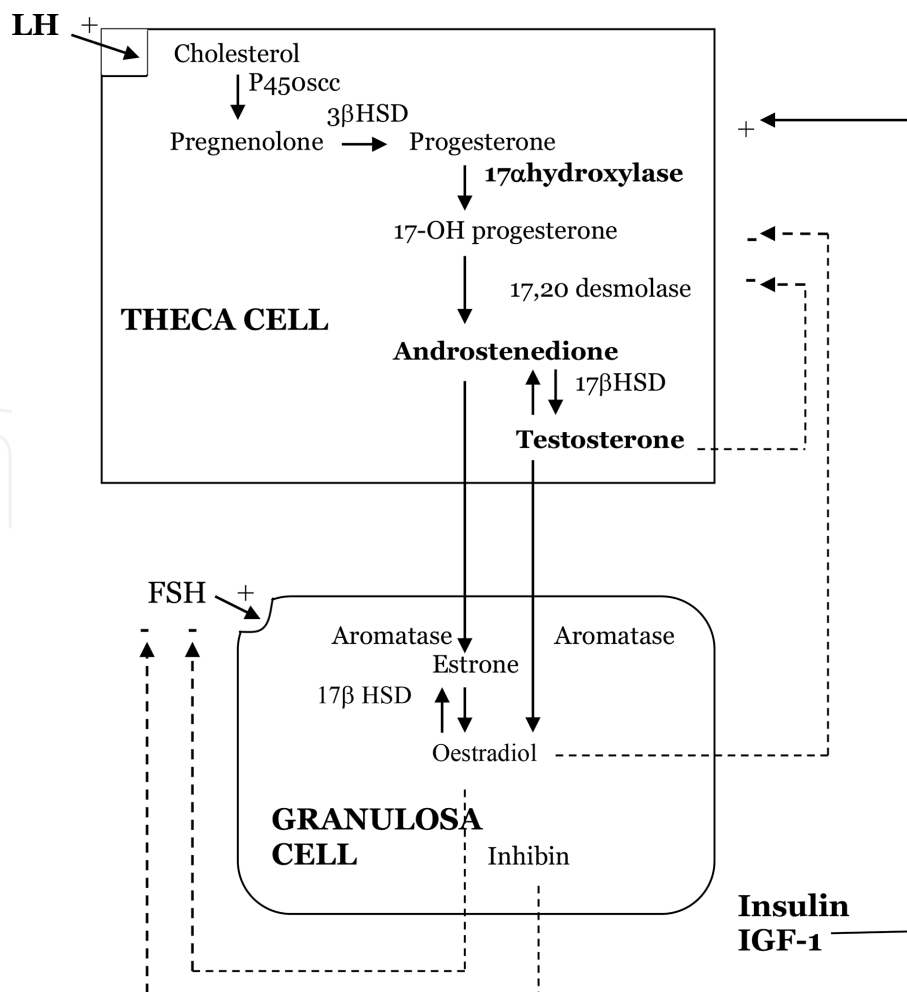 LH +
Cholesterol
P450scc
3βHSD
Pregnenolone
Progesterone
+
17αhydroxylase
17-OH progesterone
-
17,20 desmolase
-
THECA CELL
Androstenedione
17βHSD
Testosterone
FSH +
- -
Aromatase
Aromatase
Estrone
17β HSD
Oestradiol
GRANULOSA
CELL
Inhibin
Insulin
IGF-1